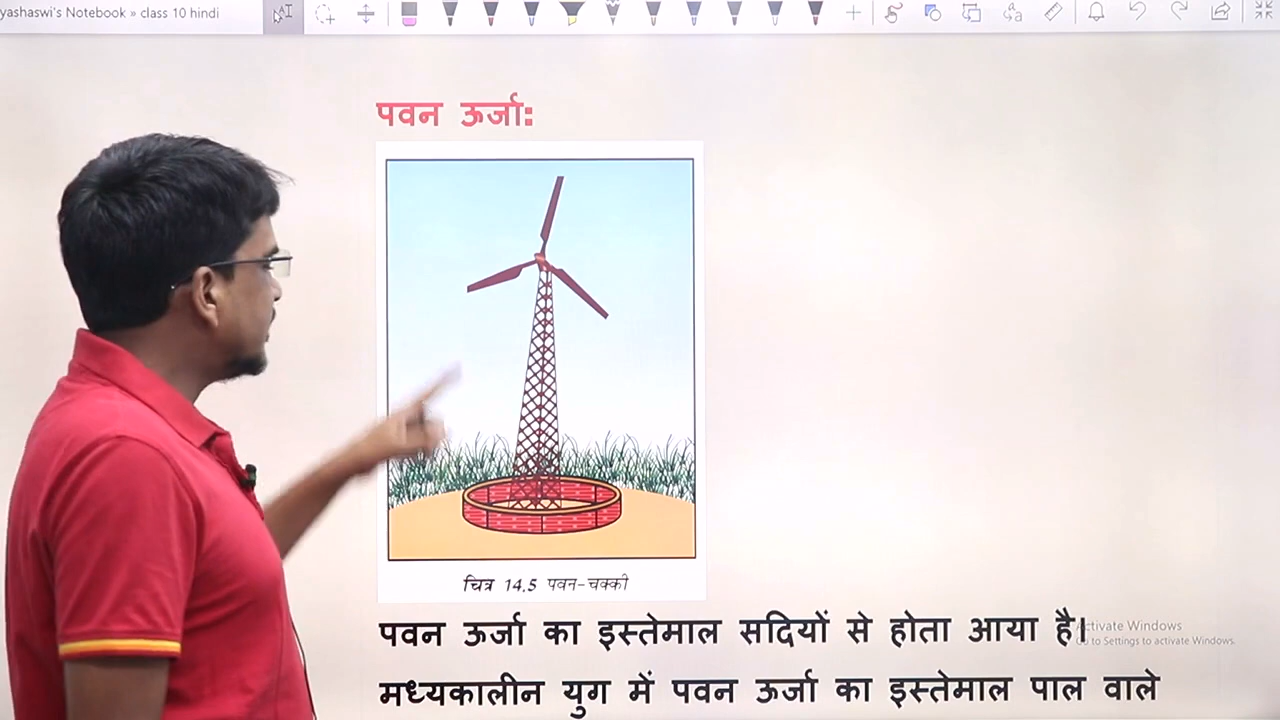 yashaswi's Notebook » class 10 hindi
पवन ऊर्जा:
चित्र 14.5 पवन-चक्की
पवन ऊर्जा का इस्तेमाल सदियों से होता आया है।
Activate Windows
Go to Settings to activate Windows.
मध्यकालीन युग में पवन ऊर्जा का इस्तेमाल पाल वाले